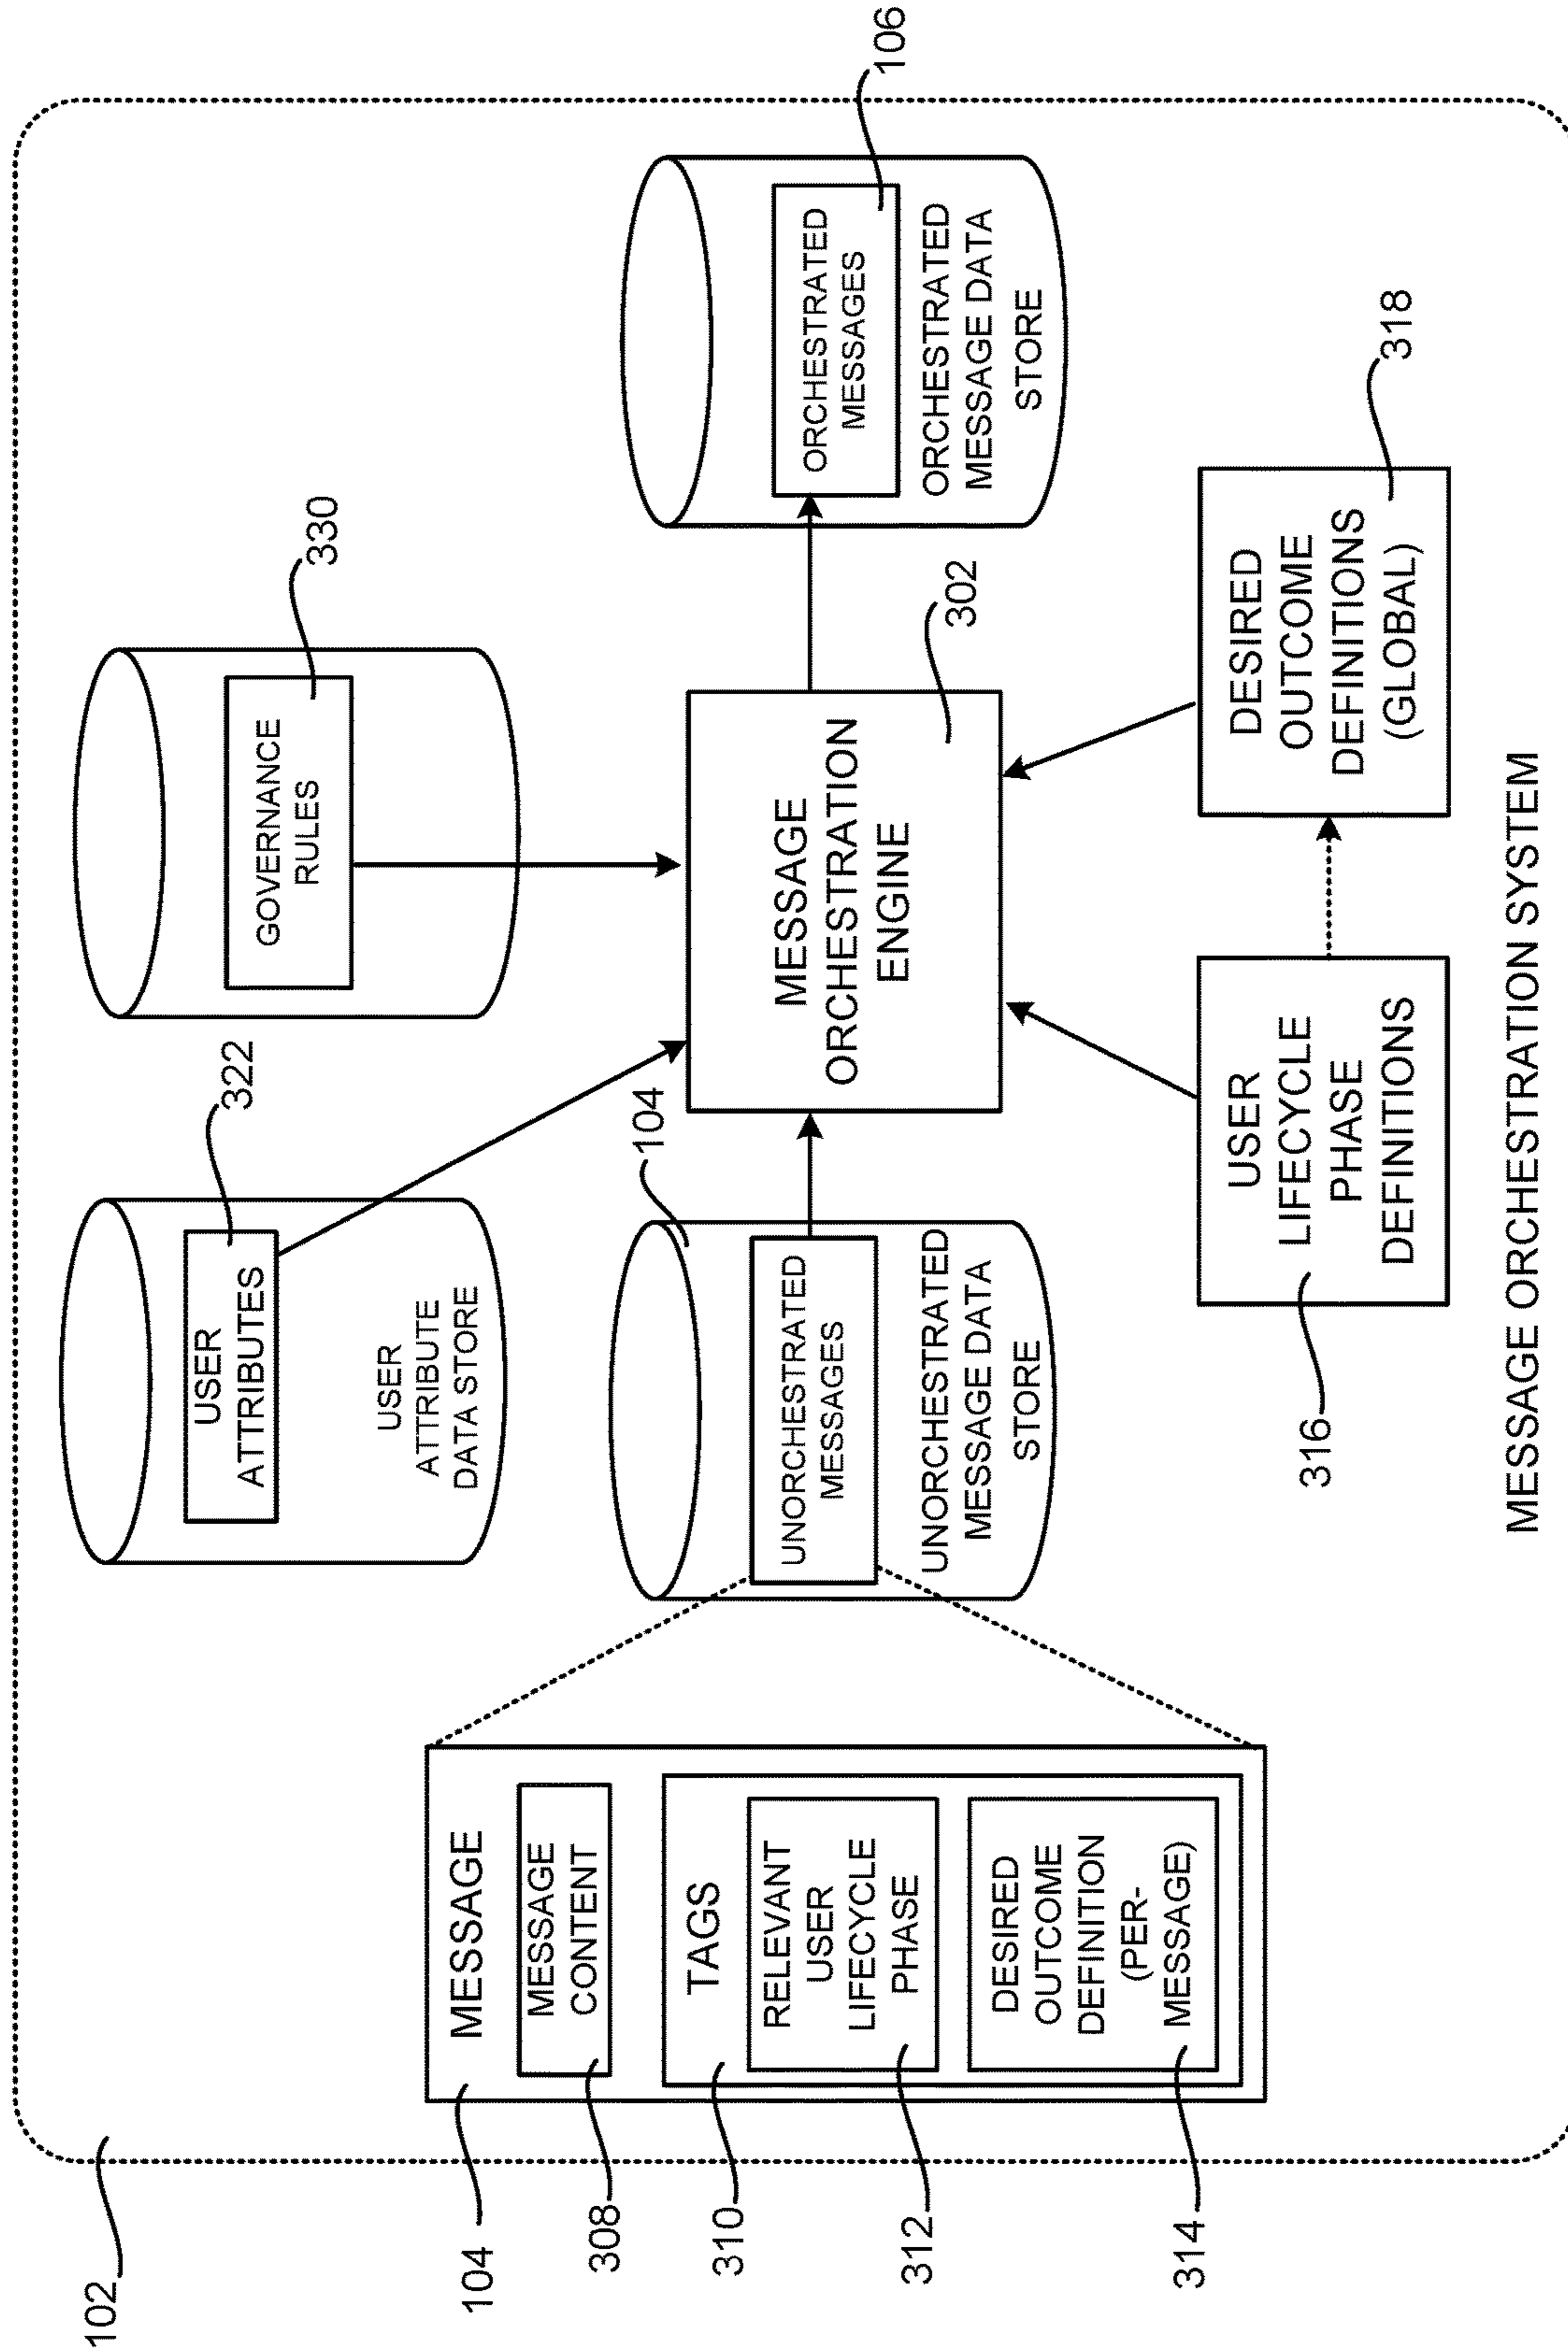 102
104
MESSAGE
308
MESSAGE
CONTENT
310
TAGS
312
RELEVANT
USER
LIFECYCLE
PHASE
314
DESIRED
OUTCOME
DEFINITION
(PER-
MESSAGE)
322
USER
ATTRIBUTES
USER
ATTRIBUTE
DATA STORE
104
UNORCHESTRATED
MESSAGES
UNORCHESTRATED
MESSAGE DATA
STORE
316
USER
LIFECYCLE
PHASE
DEFINITIONS
330
GOVERNANCE
RULES
302
MESSAGE
ORCHESTRATION
ENGINE
318
DESIRED
OUTCOME
DEFINITIONS
(GLOBAL)
106
ORCHESTRATED
MESSAGES
ORCHESTRATED
MESSAGE DATA
STORE
MESSAGE ORCHESTRATION SYSTEM